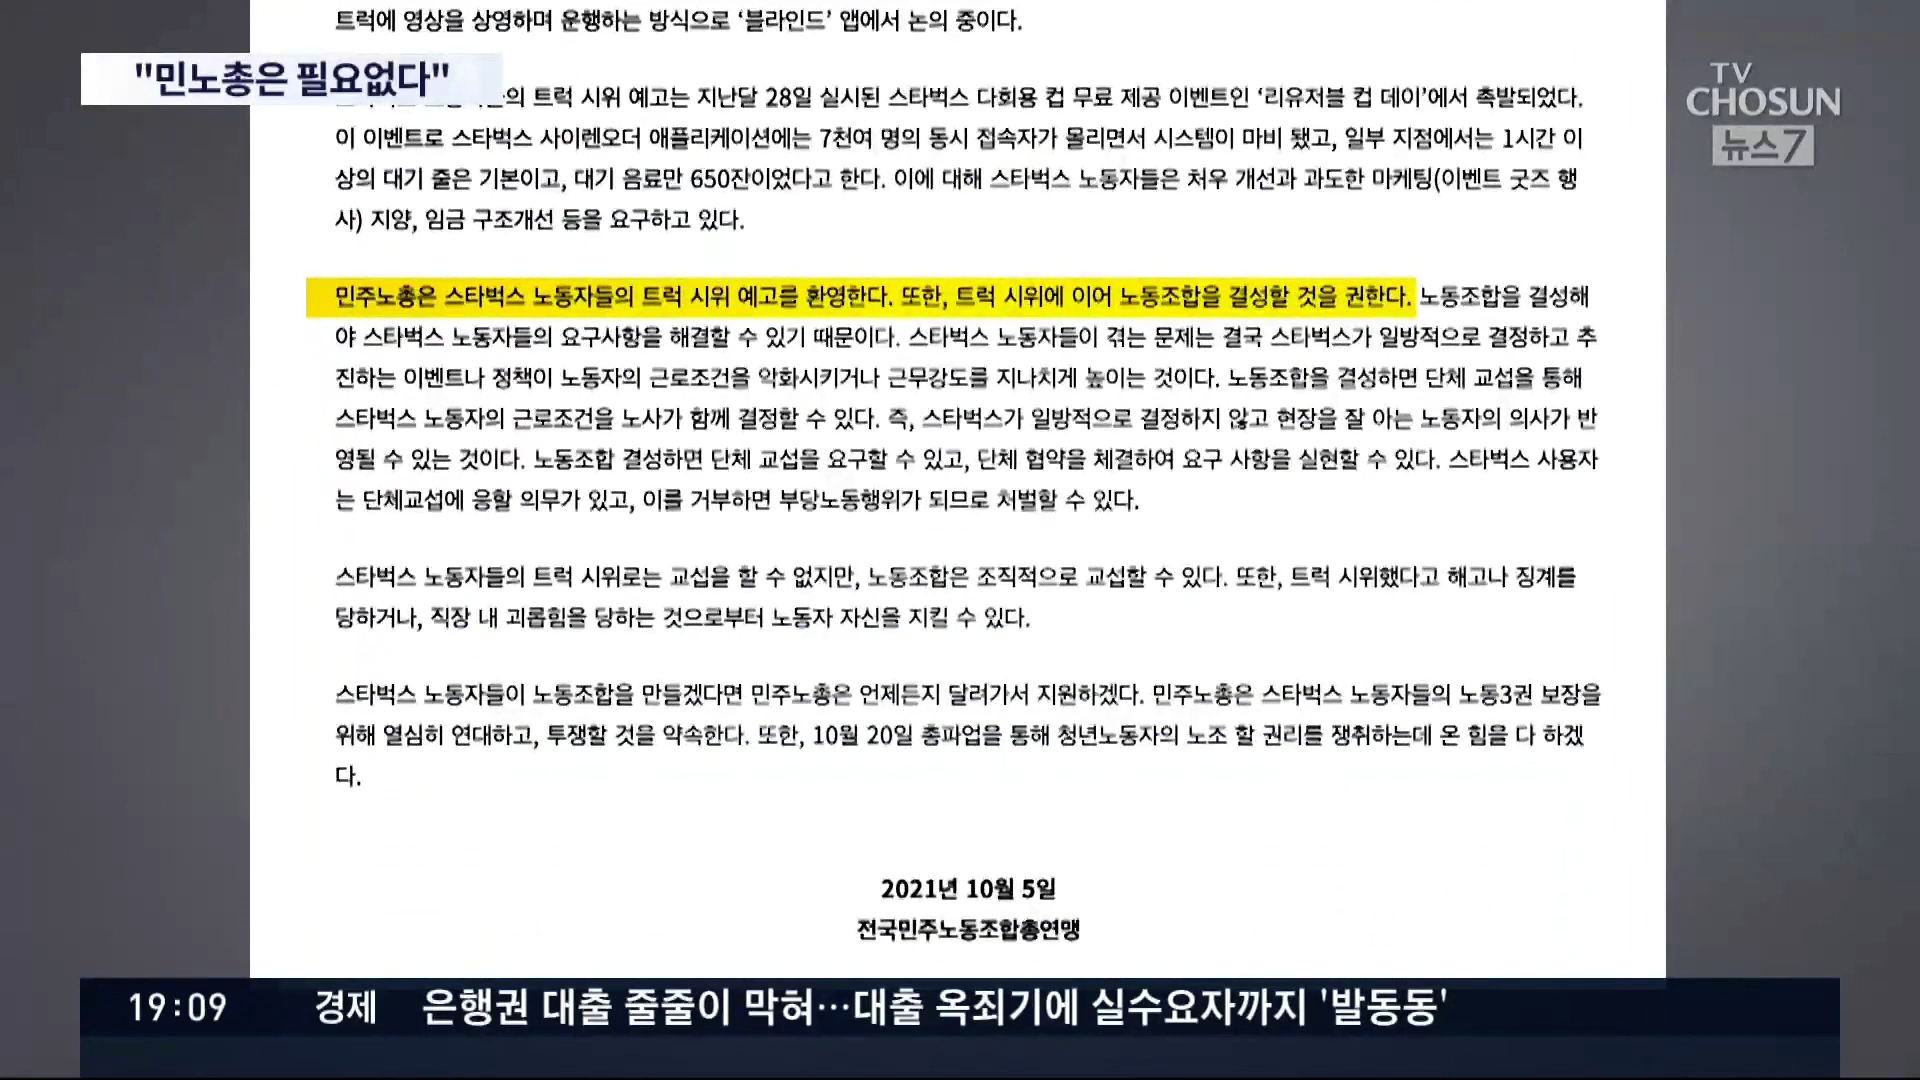 트럭에 영상을 상영하며 운행하는 방식으로 ‘블라인드’ 앱에서 논의 중이다.
"민노총은 필요없다"
TV
CHOSUN
뉴스7
의 트럭 시위 예고는 지난달 28일 실시된 스타벅스 다회용 컵 무료 제공 이벤트인 ‘리유저블 컵 데이’에서 촉발되었다.
이 이벤트로 스타벅스 사이렌오더 애플리케이션에는 7천여 명의 동시 접속자가 몰리면서 시스템이 마비 됐고, 일부 지점에서는 1시간 이
상의 대기 줄은 기본이고, 대기 음료만 650잔이었다고 한다. 이에 대해 스타벅스 노동자들은 처우 개선과 과도한 마케팅(이벤트 굿즈 행
사) 지양, 임금 구조개선 등을 요구하고 있다.
민주노총은 스타벅스 노동자들의 트럭 시위 예고를 환영한다. 또한, 트럭 시위에 이어 노동조합을 결성할 것을 권한다. 노동조합을 결성해
야 스타벅스 노동자들의 요구사항을 해결할 수 있기 때문이다. 스타벅스 노동자들이 겪는 문제는 결국 스타벅스가 일방적으로 결정하고 추
진하는 이벤트나 정책이 노동자의 근로조건을 악화시키거나 근무강도를 지나치게 높이는 것이다. 노동조합을 결성하면 단체 교섭을 통해
스타벅스 노동자의 근로조건을 노사가 함께 결정할 수 있다. 즉, 스타벅스가 일방적으로 결정하지 않고 현장을 잘 아는 노동자의 의사가 반
영될 수 있는 것이다. 노동조합 결성하면 단체 교섭을 요구할 수 있고, 단체 협약을 체결하여 요구 사항을 실현할 수 있다. 스타벅스 사용자
는 단체교섭에 응할 의무가 있고, 이를 거부하면 부당노동행위가 되므로 처벌할 수 있다.
스타벅스 노동자들의 트럭 시위로는 교섭을 할 수 없지만, 노동조합은 조직적으로 교섭할 수 있다. 또한, 트럭 시위했다고 해고나 징계를
당하거나, 직장 내 괴롭힘을 당하는 것으로부터 노동자 자신을 지킬 수 있다.
스타벅스 노동자들이 노동조합을 만들겠다면 민주노총은 언제든지 달려가서 지원하겠다. 민주노총은 스타벅스 노동자들의 노동3권 보장을
위해 열심히 연대하고, 투쟁할 것을 약속한다. 또한, 10월 20일 총파업을 통해 청년노동자의 노조 할 권리를 쟁취하는데 온 힘을 다 하겠
다.
2021년 10월 5일
전국민주노동조합총연맹
19:09 경제 은행권 대출 줄줄이 막혀…대출 옥죄기에 실수요자까지 '발동동'